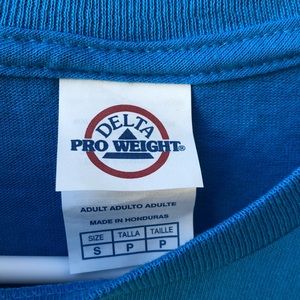 DELTA
PRO WEIGHT®
ADULT ADULTO ADULTE
MADE IN HONDURAS
SIZE TALLA TAILLE
S P P